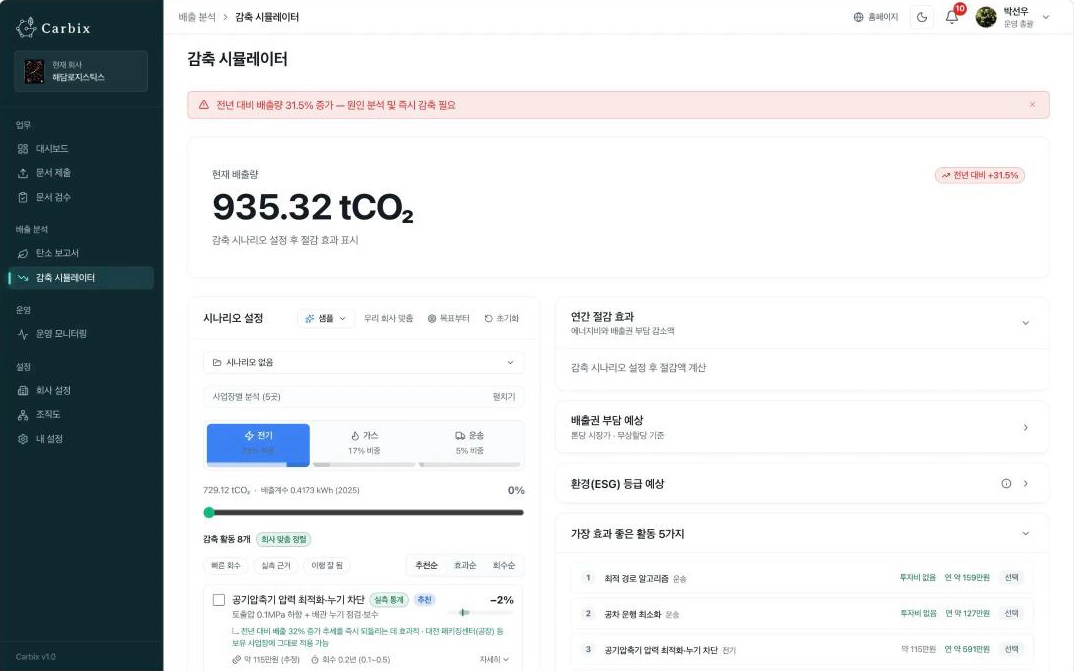 Carbix
현재 회사
해담로지스틱스
업무
대시보드
문서 제출
문서 검수
배출 분석
탄소 보고서
감축 시뮬레이터
운영
운영 모니터링
설정
회사 설정
조직도
내 설정
Carbix v1.0
배출 분석 > 감축 시뮬레이터
홈페이지
10
박선우
운영 총괄
감축 시뮬레이터
전년 대비 배출량 31.5% 증가 — 원인 분석 및 즉시 감축 필요
현재 배출량
전년 대비 +31.5%
935.32 tCO₂
감축 시나리오 설정 후 절감 효과 표시
시나리오 설정
샘플
우리 회사 맞춤
목표부터
초기화
시나리오 없음
사업장별 분석 (5곳)
펼치기
전기
가스
17% 비중
운송
5% 비중
729.12 tCO₂ · 배출계수 0.4173 kWh (2025)
0%
감축 활동 8개
회사 맞춤 정렬
빠른 회수
실측 근거
이행 잘 됨
추천순
효과순
회수순
공기압축기 압력 최적화·누기 차단
실측 통계
추천
−2%
토출압 0.1MPa 하향 + 배관 누기 점검·보수
전년 대비 배출 32% 증가 추세를 즉시 되돌리는 데 효과적 · 대전 패키징센터(공장) 등
보유 사업장에 그대로 적용 가능
약 115만원 (추정)
회수 0.2년 (0.1~0.5)
자세히
연간 절감 효과
에너지비와 배출권 부담 감소액
감축 시나리오 설정 후 절감액 계산
배출권 부담 예상
톤당 시장가 · 무상할당 기준
환경(ESG) 등급 예상
가장 효과 좋은 활동 5가지
1 최적 경로 알고리즘 운송 투자비 없음 연 약 159만원 선택
2 공차 운행 최소화 운송 투자비 없음 연 약 127만원 선택
3 공기압축기 압력 최적화·누기 차단 전기 약 115만원 연 약 591만원 선택